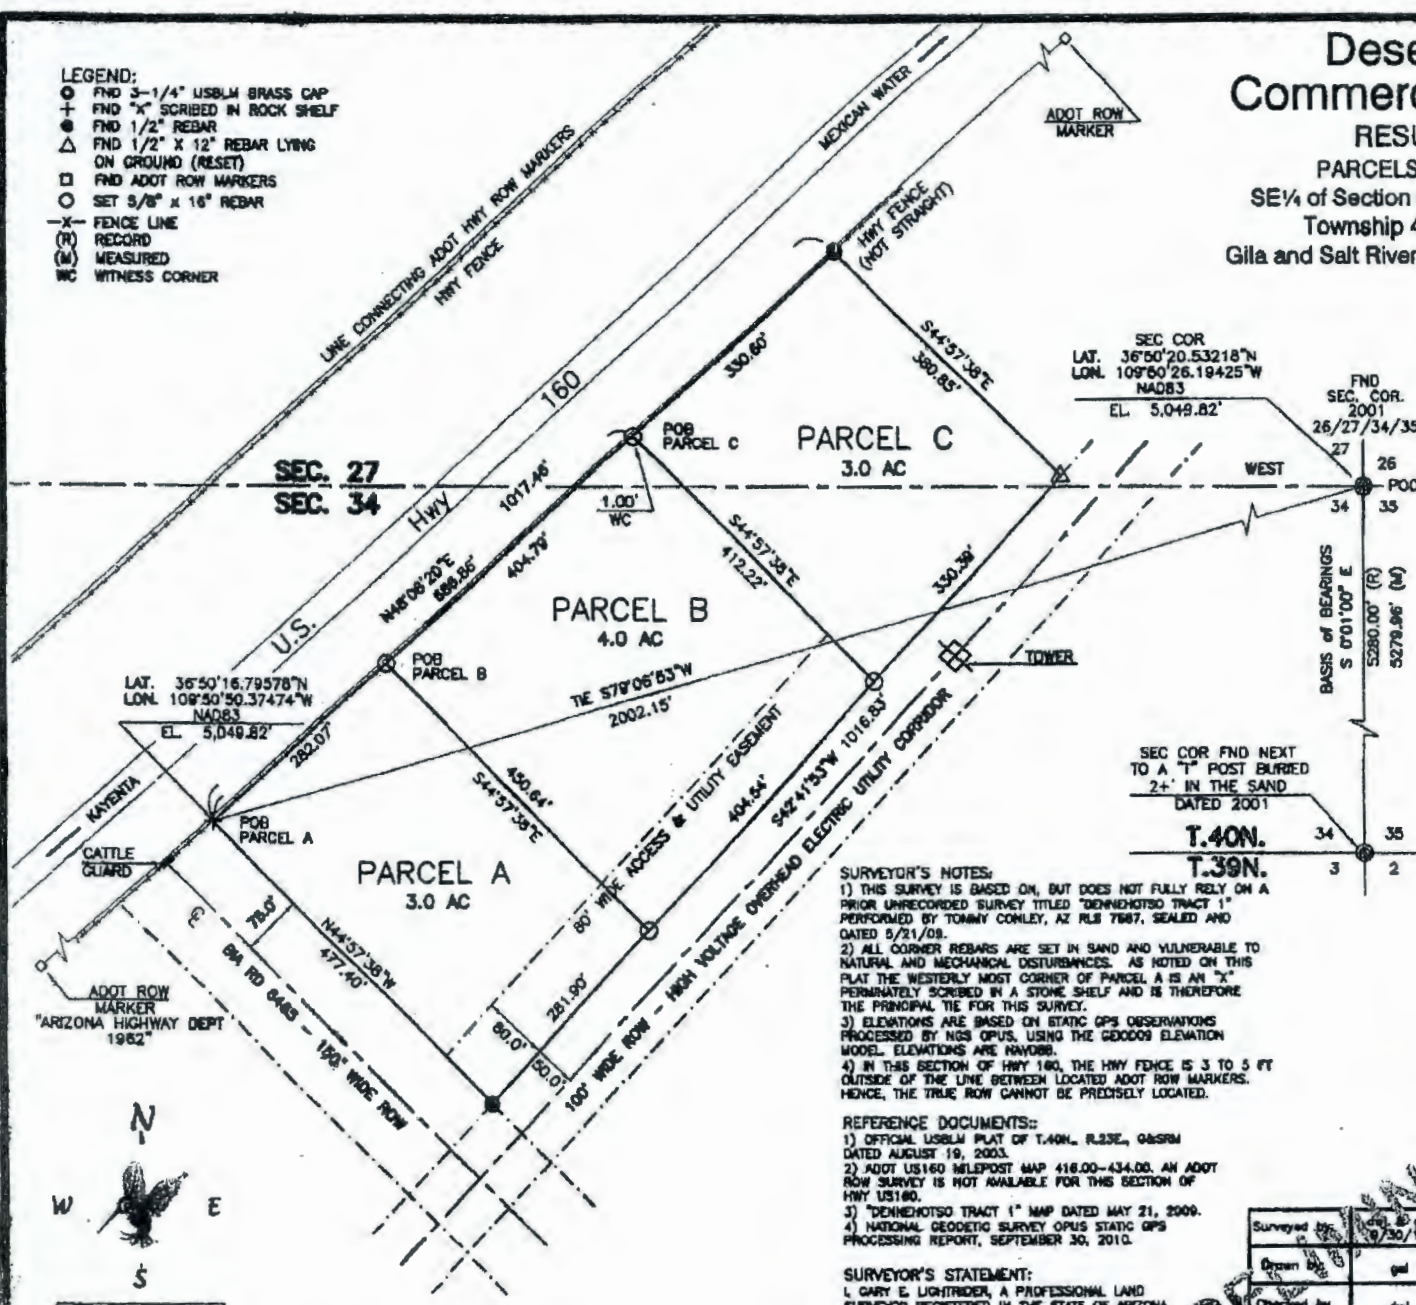 LEGEND:
FND 3-1/4" USBLM BRASS CAP
FND "X" SCRIBED IN ROCK SHELF
FND 1/2" REBAR
FND 1/2" X 12" REBAR LYING
ON GROUND (RESET)
FND ADOT ROW MARKERS
SET 5/8" x 16" REBAR
—X— FENCE LINE
(R) RECORD
(M) MEASURED
WC WITNESS CORNER
LINE CONNECTING ADOT HWY ROW MARKERS
HWY FENCE
MEXICAN WATER
ADOT ROW
MARKER
HWY FENCE
(NOT STRAIGHT)
RESU
PARCELS
SE¼ of Section
Township 4
Gila and Salt River
SEC COR
LAT. 36°50'20.53218"N
LON. 109°50'26.19425"W
NAD83
EL. 5,049.82'
FND
SEC. COR.
2001
26/27/34/35
27
26
34
35
WEST
330.60'
S44°57'38"E
380.85'
U.S. Hwy 160
POB
PARCEL C
PARCEL C
3.0 AC
SEC. 27
SEC. 34
1017.46'
1.00'
WC
N48°06'20"E
686.86'
404.79'
S44°57'38"E
412.22'
330.39'
PARCEL B
4.0 AC
POB
PARCEL B
TIE S79°06'53"W
2002.15'
TOWER
BASIS of BEARINGS
S 0°01'00" E
5280.00' (R)
5279.96' (M)
LAT. 36°50'16.79578"N
LON. 109°50'50.37474"W
NAD83
EL. 5,049.82'
282.07'
KAYENTA
450.64'
S44°57'38"E
60' WIDE ACCESS & UTILITY EASEMENT
404.54'
S42°41'53"W 1016.83'
100' WIDE ROW - HIGH VOLTAGE OVERHEAD ELECTRIC UTILITY CORRIDOR
SEC COR FND NEXT
TO A "T" POST BURIED
2+' IN THE SAND
DATED 2001
T.40N.
T.39N.
34
35
3
2
POB
PARCEL A
CATTLE
GUARD
PARCEL A
3.0 AC
75.0'
N44°57'38"W
477.40'
BIA RD 6465 - 150' WIDE ROW
281.90'
60.0'
50.0'
ADOT ROW
MARKER
"ARIZONA HIGHWAY DEPT
1962"
N
W
E
S
SURVEYOR'S NOTES:
1) THIS SURVEY IS BASED ON, BUT DOES NOT FULLY RELY ON A
PRIOR UNRECORDED SURVEY TITLED "DENNEHOTSO TRACT 1"
PERFORMED BY TOMMY CONLEY, AZ RLS 7587, SEALED AND
DATED 5/21/09.
2) ALL CORNER REBARS ARE SET IN SAND AND VULNERABLE TO
NATURAL AND MECHANICAL DISTURBANCES. AS NOTED ON THIS
PLAT THE WESTERLY MOST CORNER OF PARCEL A IS AN "X"
PERMINATELY SCRIBED IN A STONE SHELF AND IS THEREFORE
THE PRINCIPAL TIE FOR THIS SURVEY.
3) ELEVATIONS ARE BASED ON STATIC GPS OBSERVATIONS
PROCESSED BY NGS OPUS, USING THE GEOID09 ELEVATION
MODEL. ELEVATIONS ARE NAVD88.
4) IN THIS SECTION OF HWY 160, THE HWY FENCE IS 3 TO 5 FT
OUTSIDE OF THE LINE BETWEEN LOCATED ADOT ROW MARKERS.
HENCE, THE TRUE ROW CANNOT BE PRECISELY LOCATED.
REFERENCE DOCUMENTS::
1) OFFICIAL USBLM PLAT OF T.40N., R.23E., G&SRM
DATED AUGUST 19, 2003.
2) ADOT US160 MILEPOST MAP 416.00-434.00. AN ADOT
ROW SURVEY IS NOT AVAILABLE FOR THIS SECTION OF
HWY US160.
3) "DENNEHOTSO TRACT 1" MAP DATED MAY 21, 2009.
4) NATIONAL GEODETIC SURVEY OPUS STATIC GPS
PROCESSING REPORT, SEPTEMBER 30, 2010.
SURVEYOR'S STATEMENT:
I, GARY E. LIGHTRIDER, A PROFESSIONAL LAND
SURVEYOR REGISTERED IN THE STATE OF ARIZONA
Surveyed by
Drawn by